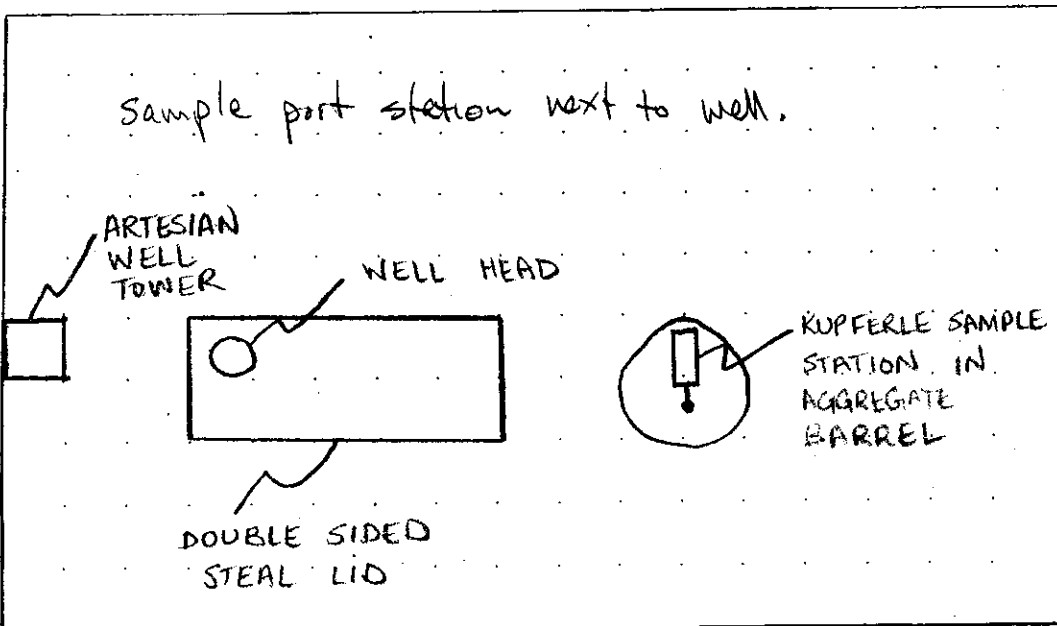 Sample port station next to well.
ARTESIAN
WELL
TOWER
WELL HEAD
KUPFERLE SAMPLE
STATION IN
AGGREGATE
BARREL
DOUBLE SIDED
STEAL LID